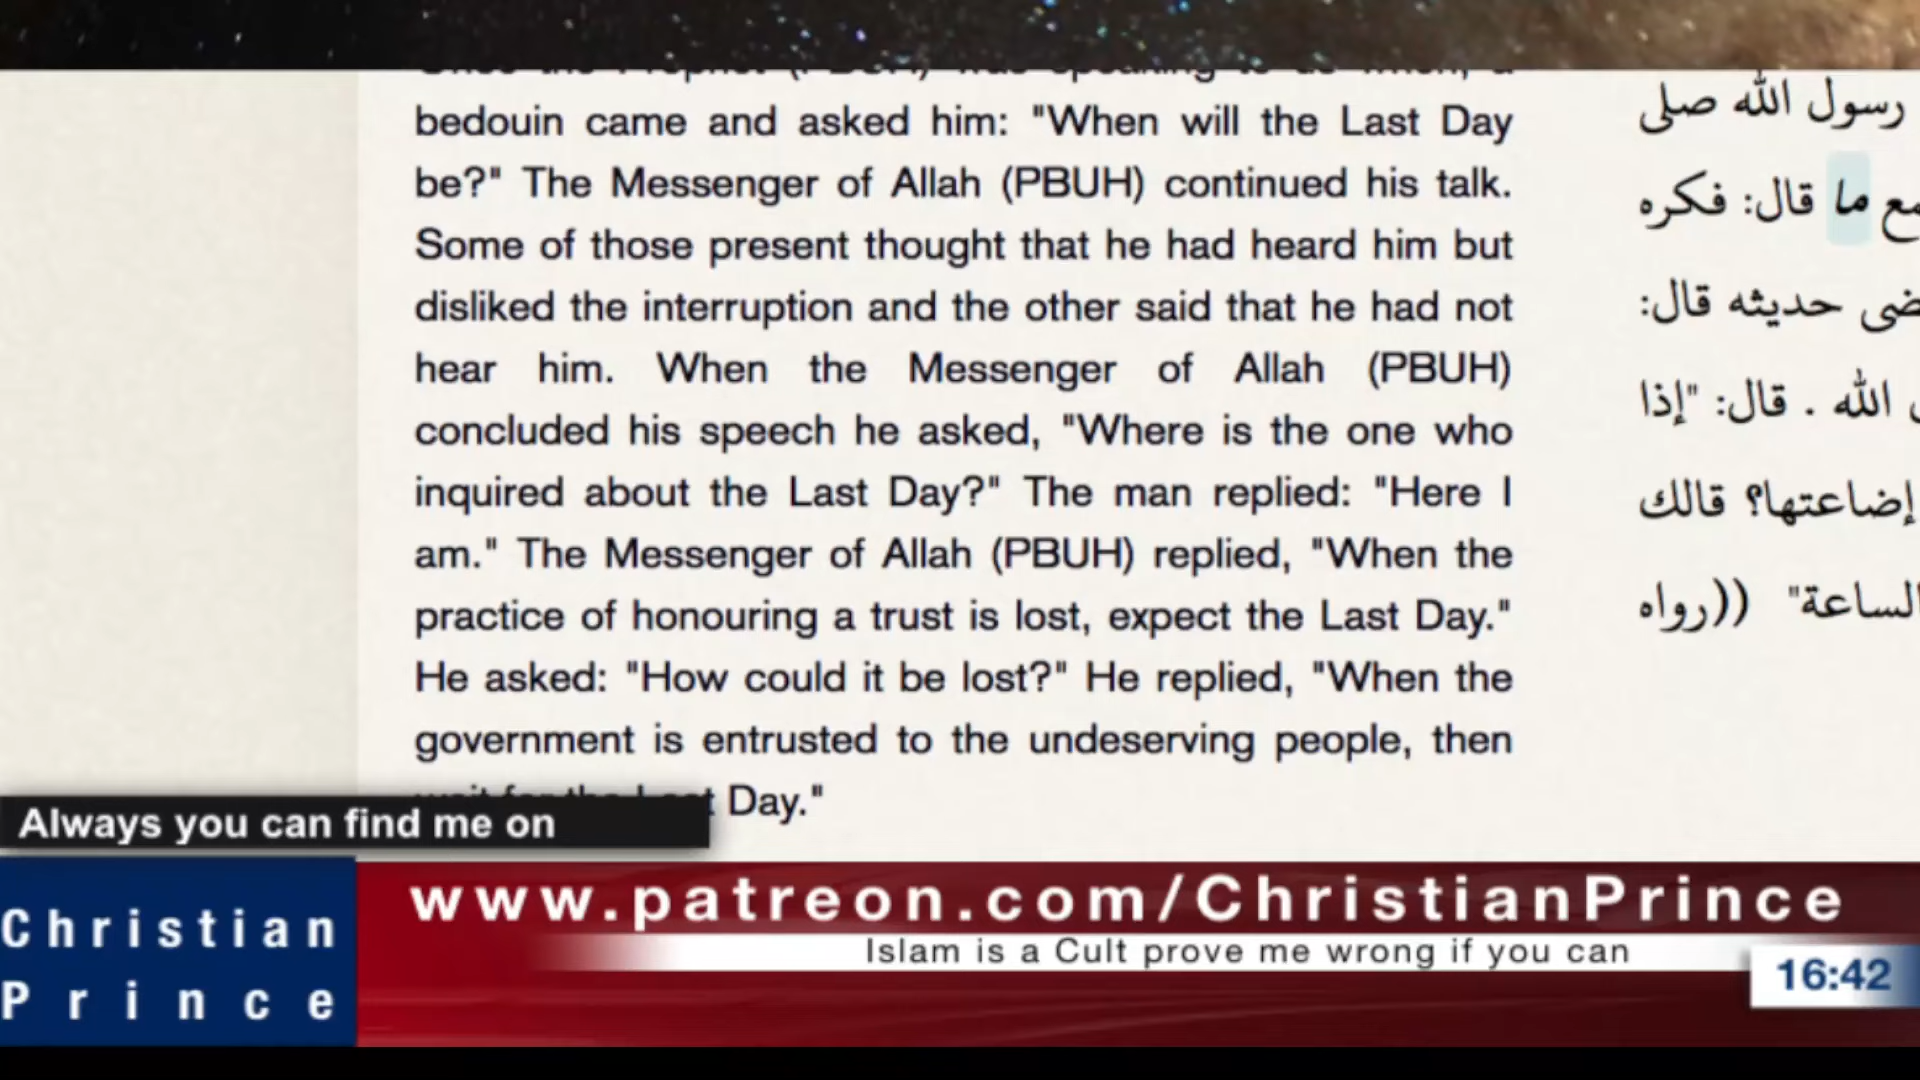 bedouin came and asked him: "When will the Last Day
be?" The Messenger of Allah (PBUH) continued his talk.
Some of those present thought that he had heard him but
disliked the interruption and the other said that he had not
hear him. When the Messenger of Allah (PBUH)
concluded his speech he asked, "Where is the one who
inquired about the Last Day?" The man replied: "Here I
am." The Messenger of Allah (PBUH) replied, "When the
practice of honouring a trust is lost, expect the Last Day."
He asked: "How could it be lost?" He replied, "When the
government is entrusted to the undeserving people, then
Day."
رسول الله صلى
ما قال: فكره
حديثه قال:
الله . قال: "إذا
إضاعتها؟ قالك
الساعة" ((رواه
Always you can find me on
Christian
Prince
www.patreon.com/ChristianPrince
Islam is a Cult prove me wrong if you can
16:42